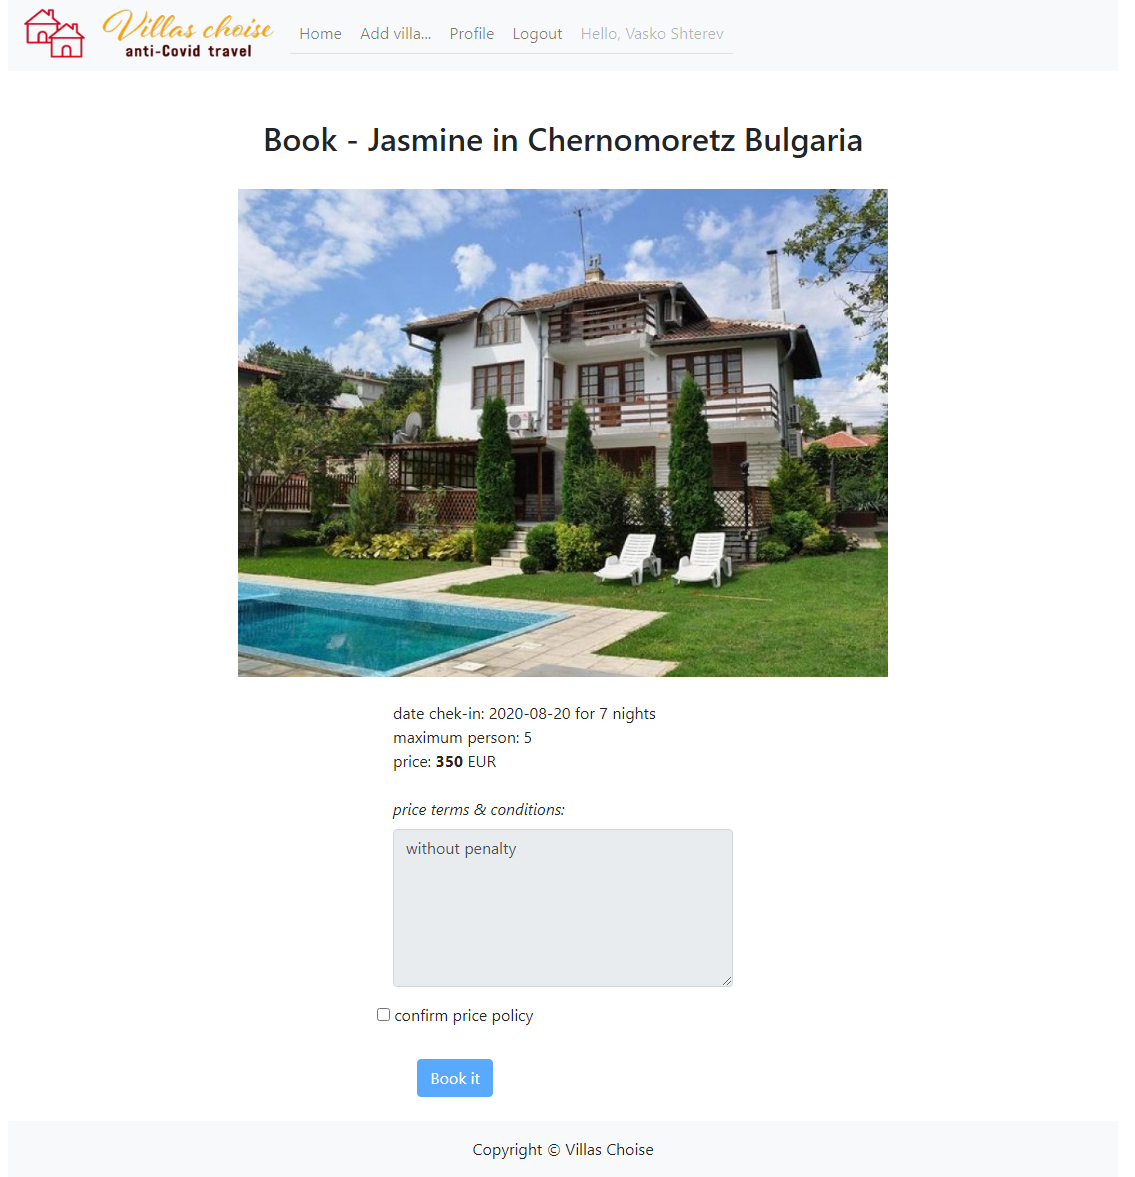 Villas choise
anti-Covid travel
Home Add villa... Profile Logout Hello, Vasko Shterev
Book - Jasmine in Chernomoretz Bulgaria
date chek-in: 2020-08-20 for 7 nights
maximum person: 5
price: 350 EUR
price terms & conditions:
without penalty
confirm price policy
Book it
Copyright © Villas Choise